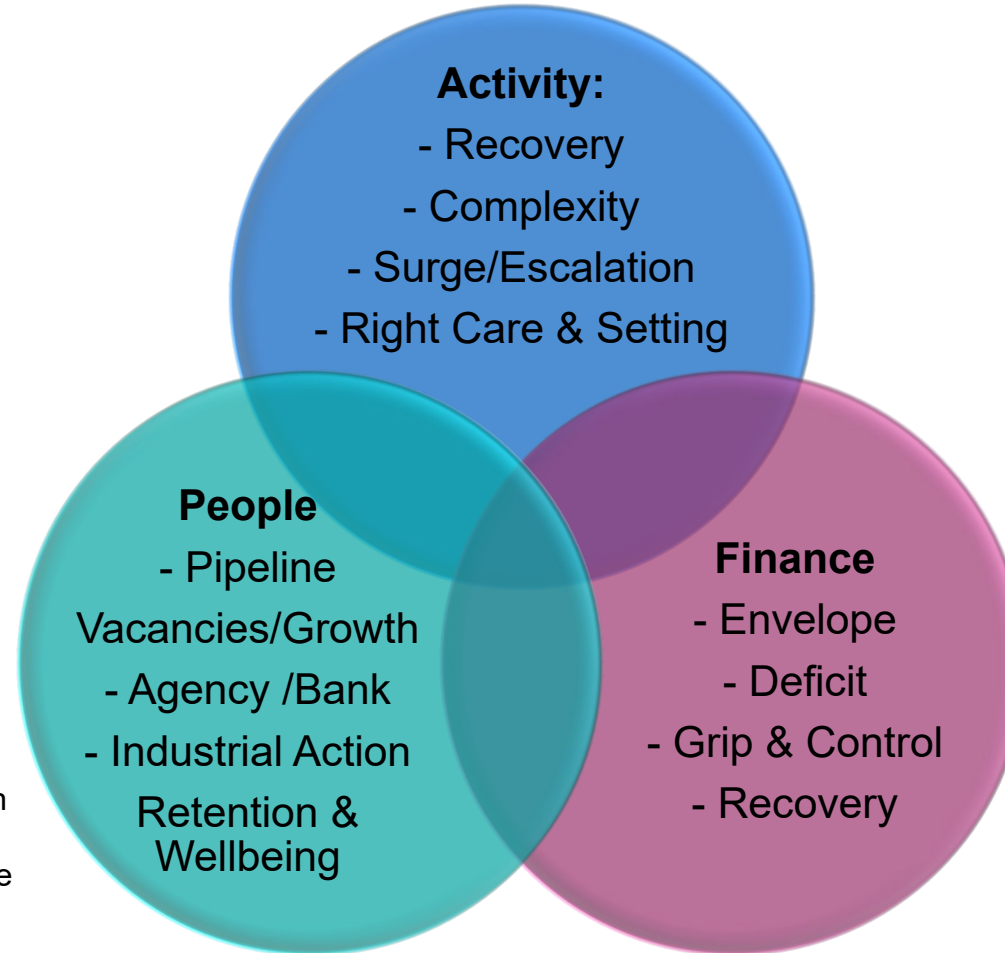 Activity:
- Recovery
- Complexity
- Surge/Escalation
- Right Care & Setting
People
- Pipeline
Vacancies/Growth
- Agency /Bank
- Industrial Action
Retention &
Wellbeing
Finance
- Envelope
- Deficit
- Grip & Control
- Recovery